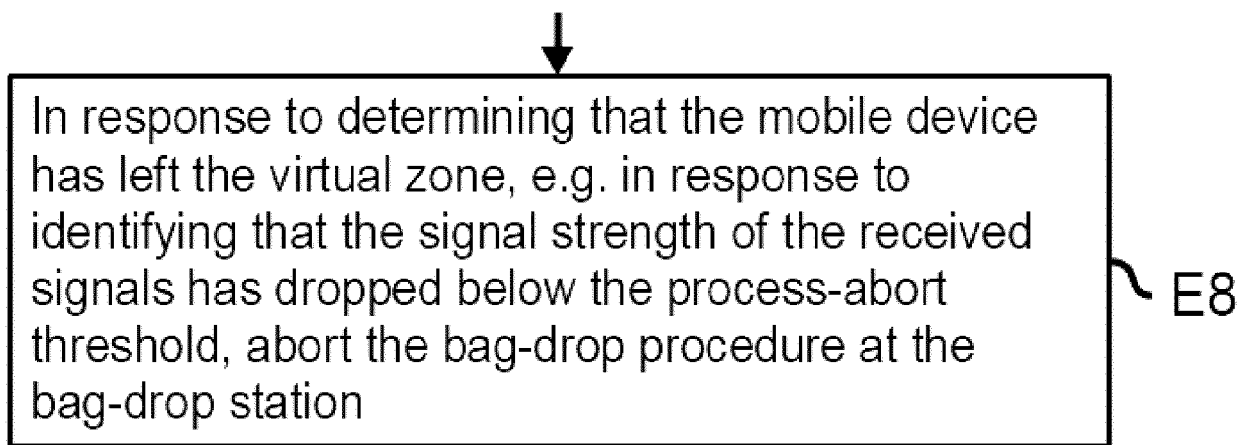 In response to determining that the mobile device
has left the virtual zone, e.g. in response to
identifying that the signal strength of the received
signals has dropped below the process-abort
threshold, abort the bag-drop procedure at the
bag-drop station
E8